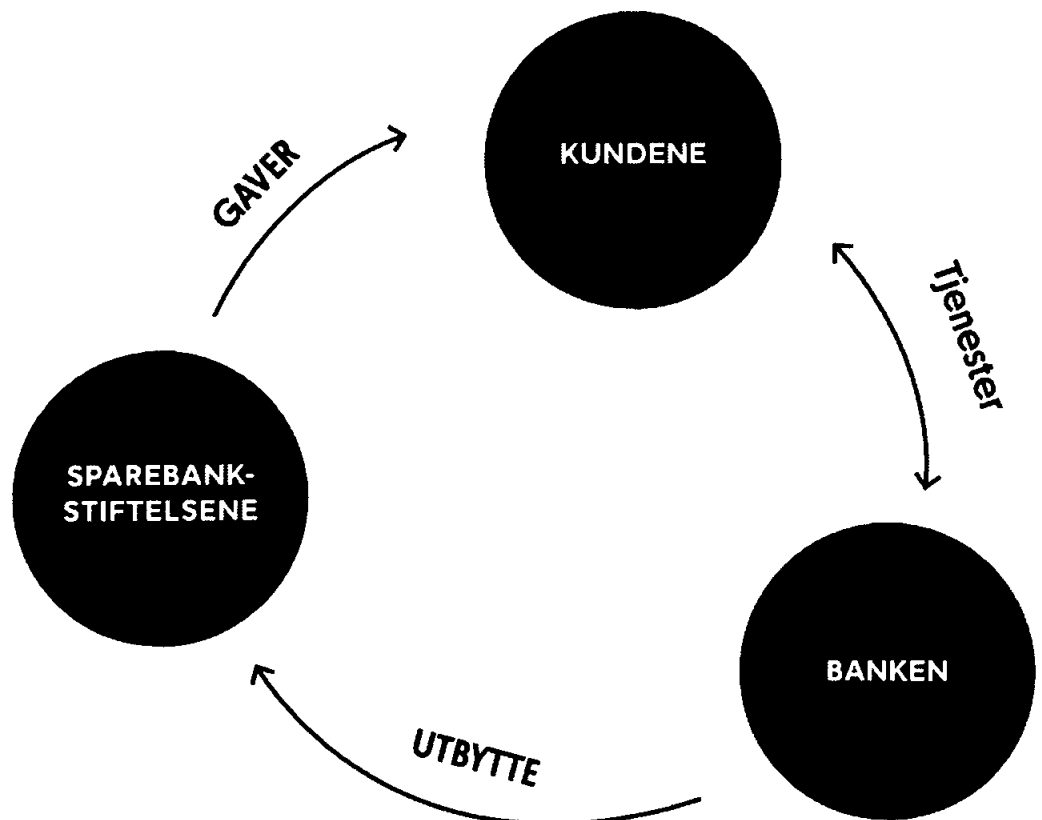 KUNDENE
GAVER
Tjenester
SPAREBANK-
STIFTELSENE
BANKEN
UTBYTTE